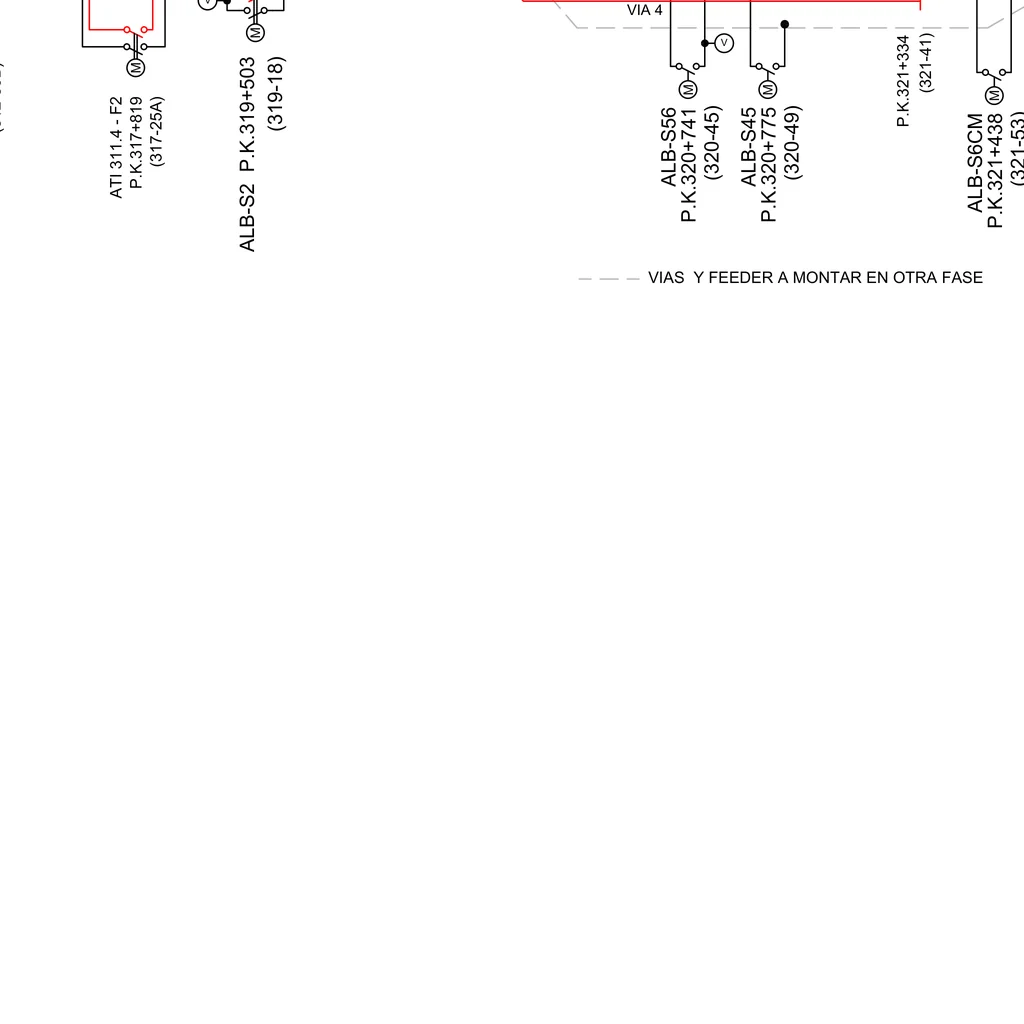 VIA 4
V
M
M
M
M
M
ATI 311.4 - F2
P.K.317+819
(317-25A)
ALB-S2 P.K.319+503
(319-18)
ALB-S56
P.K.320+741
(320-45)
ALB-S45
P.K.320+775
(320-49)
P.K.321+334
(321-41)
ALB-S6CM
P.K.321+438
(321-53)
VIAS Y FEEDER A MONTAR EN OTRA FASE